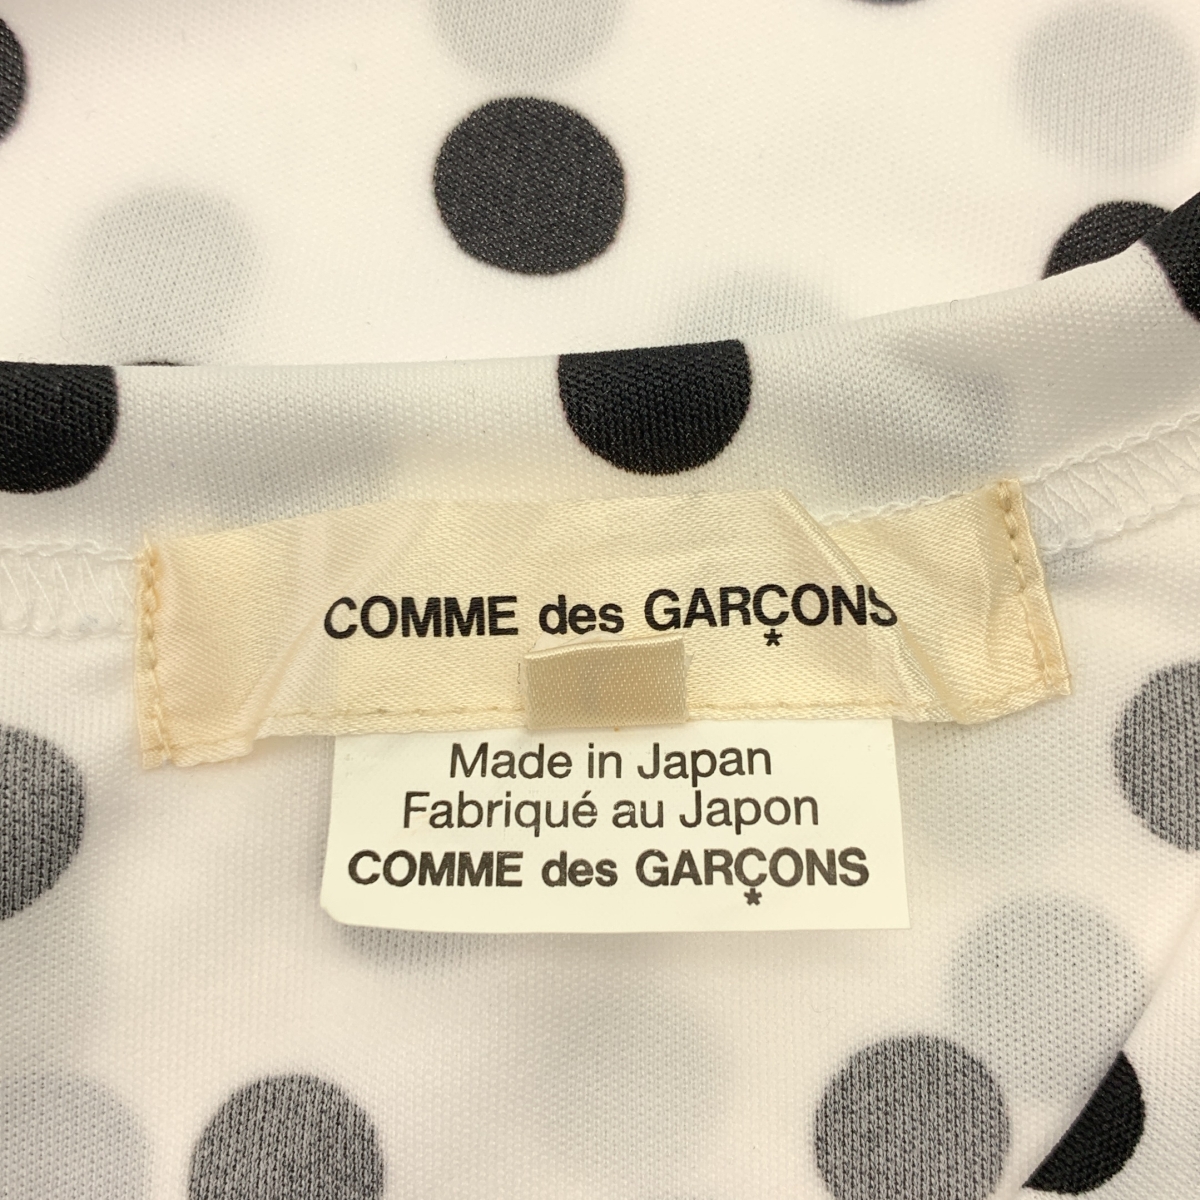 COMME des GARÇONS
Made in Japan
Fabriqué au Japon
COMME des GARÇONS
*